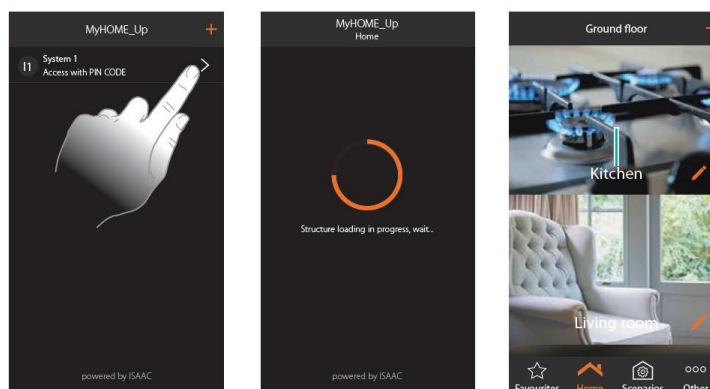 MyHOME_Up
+
I1
System 1
Access with PIN CODE
powered by ISAAC
MyHOME_Up
Home
Structure loading in progress, wait...
powered by ISAAC
Ground floor
Kitchen
Living room
Favourites
Home
Scenarios
Other